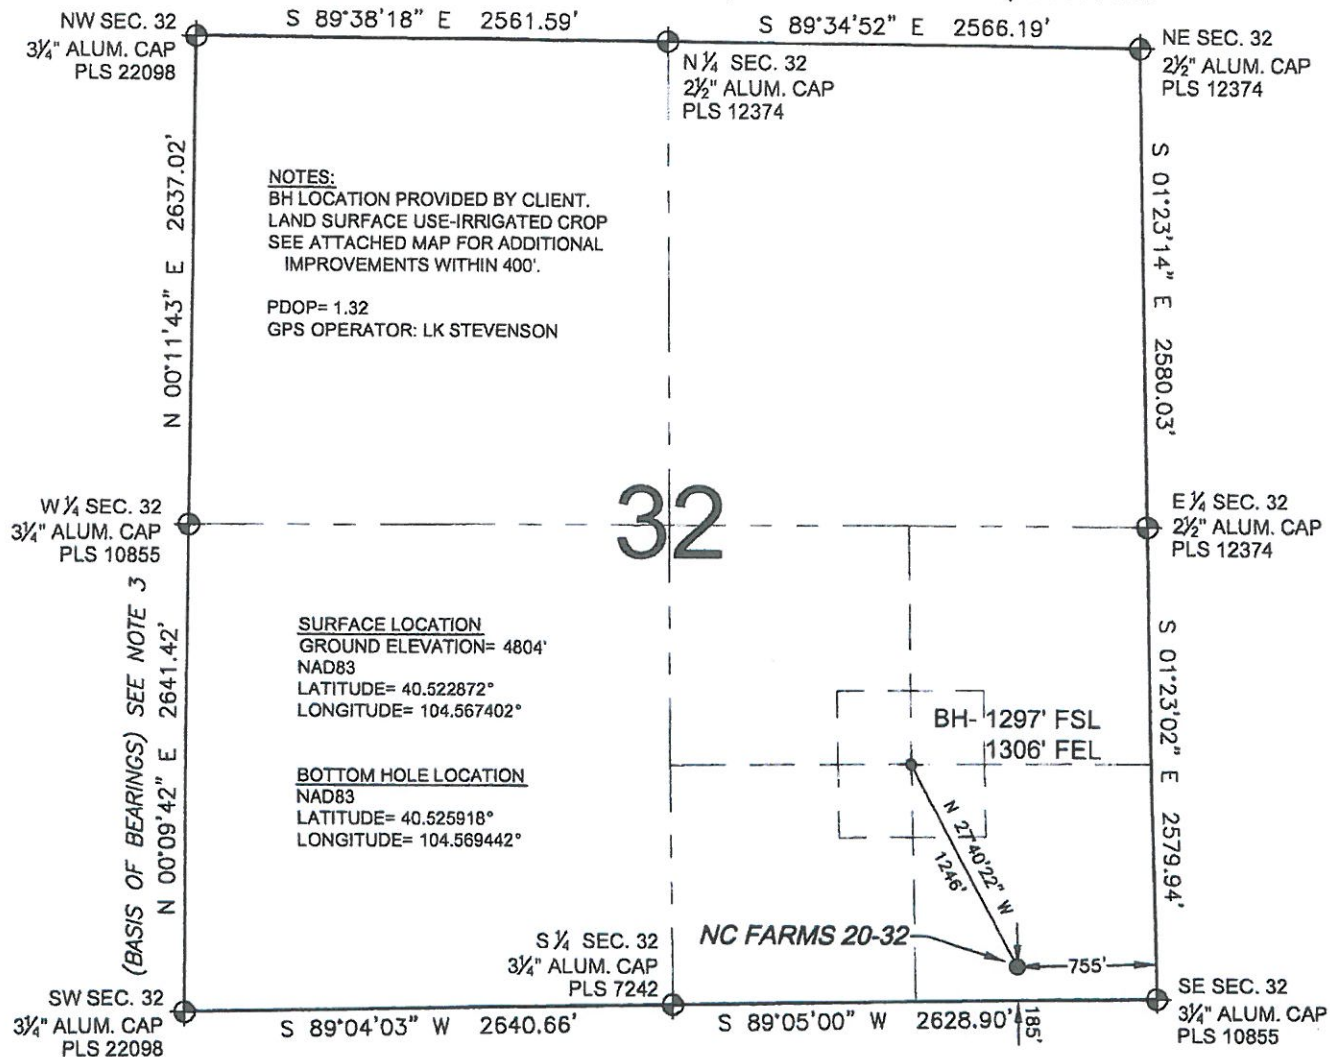 S 89°38'18" E 2561.59'
S 89°34'52" E 2566.19'
NW SEC. 32
3¼" ALUM. CAP
PLS 22098
N ¼ SEC. 32
2½" ALUM. CAP
PLS 12374
NE SEC. 32
2½" ALUM. CAP
PLS 12374
N 00°11'43" E 2637.02'
NOTES:
BH LOCATION PROVIDED BY CLIENT.
LAND SURFACE USE-IRRIGATED CROP
SEE ATTACHED MAP FOR ADDITIONAL
IMPROVEMENTS WITHIN 400'.
PDOP= 1.32
GPS OPERATOR: LK STEVENSON
S 01°23'14" E 2580.03'
W ¼ SEC. 32
3¼" ALUM. CAP
PLS 10855
32
E ¼ SEC. 32
2½" ALUM. CAP
PLS 12374
(BASIS OF BEARINGS) SEE NOTE 3
N 00°09'42" E 2641.42'
SURFACE LOCATION
GROUND ELEVATION= 4804'
NAD83
LATITUDE= 40.522872°
LONGITUDE= 104.567402°
BOTTOM HOLE LOCATION
NAD83
LATITUDE= 40.525918°
LONGITUDE= 104.569442°
BH- 1297' FSL
1306' FEL
S 01°23'02" E 2579.94'
N 27°40'22" W
1246'
NC FARMS 20-32
755'
S ¼ SEC. 32
3¼" ALUM. CAP
PLS 7242
SW SEC. 32
3¼" ALUM. CAP
PLS 22098
S 89°04'03" W 2640.66'
S 89°05'00" W 2628.90'
185'
SE SEC. 32
3¼" ALUM. CAP
PLS 10855